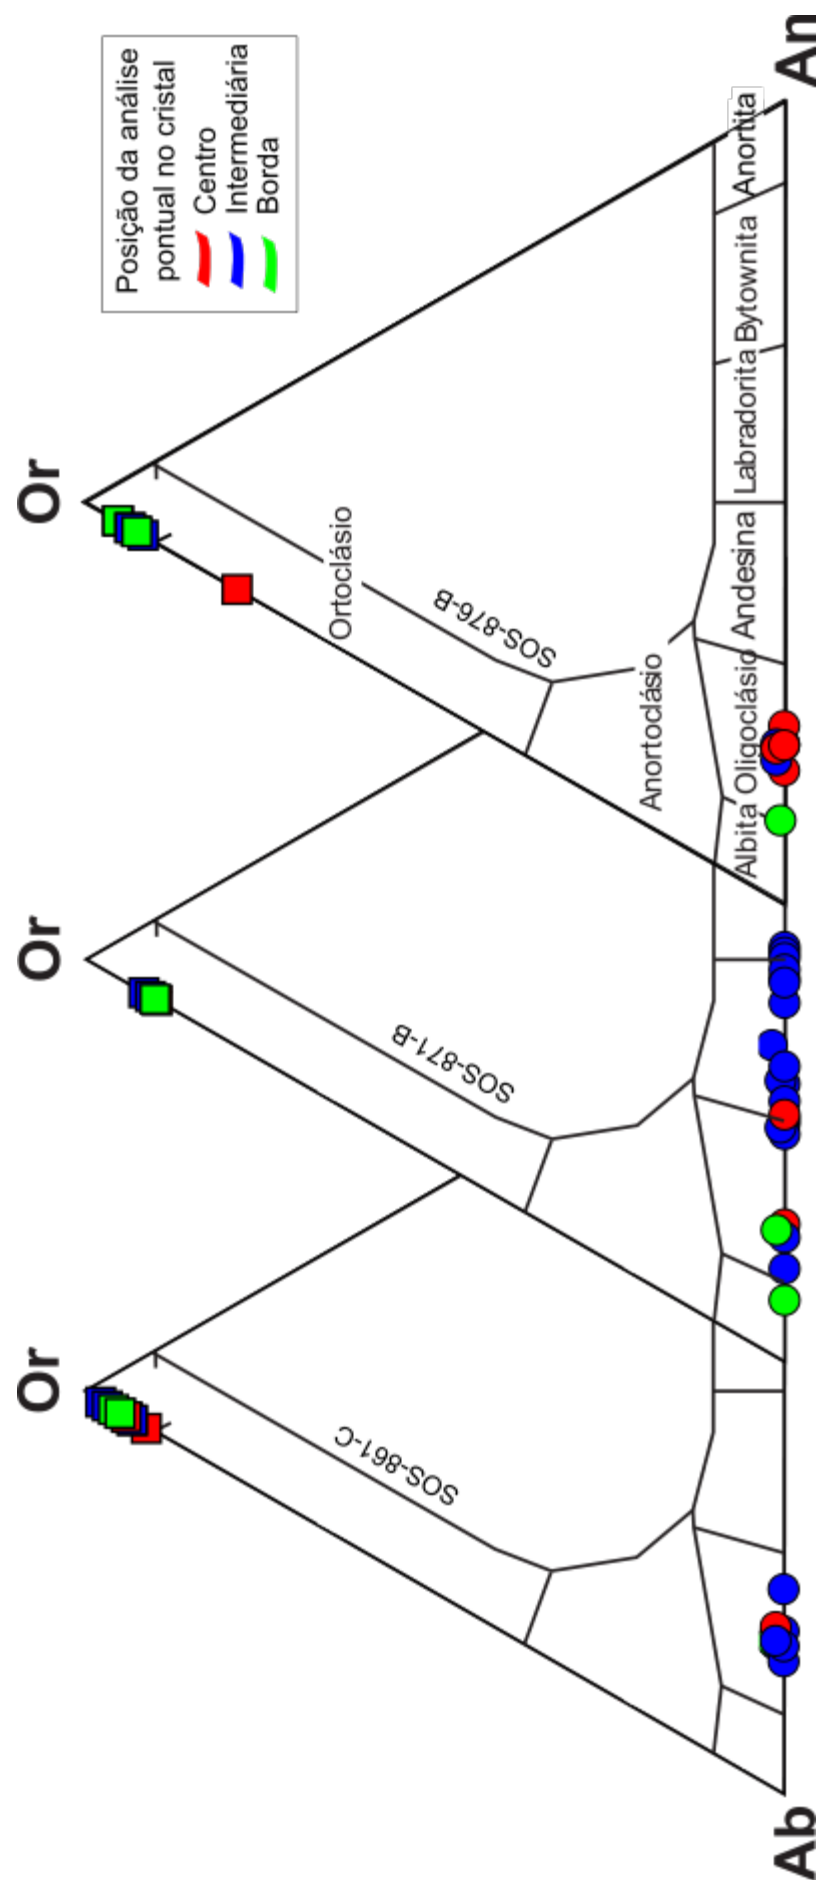 Or
Or
Or
An
Ab
Posição da análise
pontual no cristal
Centro
Intermediária
Borda
Ortoclásio
Anortoclásio
Albita
Oligoclásio
Andesina
Labradorita
Bytownita
Anortita
SOS-861-C
SOS-871-B
SOS-876-B